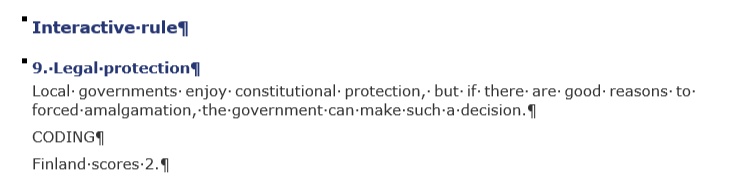 Interactive·rule¶
9.·Legal·protection¶
Local· governments· enjoy· constitutional· protection,· but· if· there· are· good· reasons· to·
forced·amalgamation,·the·government·can·make·such·a·decision.¶
CODING¶
Finland·scores·2.¶